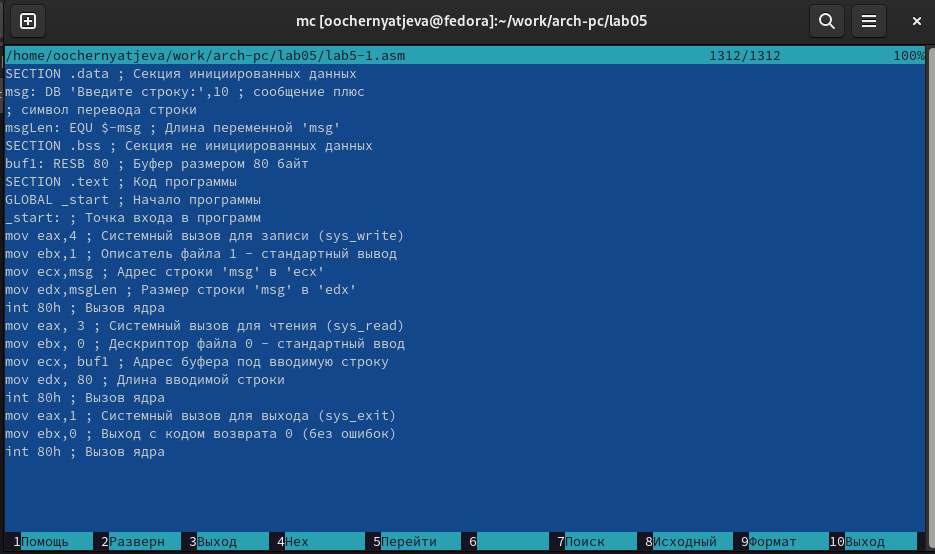 mc [oochernyatjeva@fedora]:~/work/arch-pc/lab05
/home/oochernyatjeva/work/arch-pc/lab05/lab5-1.asm 1312/1312 100%
SECTION .data ; Секция инициированных данных
msg: DB 'Введите строку:',10 ; сообщение плюс
; символ перевода строки
msgLen: EQU $-msg ; Длина переменной 'msg'
SECTION .bss ; Секция не инициированных данных
buf1: RESB 80 ; Буфер размером 80 байт
SECTION .text ; Код программы
GLOBAL _start ; Начало программы
_start: ; Точка входа в программ
mov eax,4 ; Системный вызов для записи (sys_write)
mov ebx,1 ; Описатель файла 1 - стандартный вывод
mov ecx,msg ; Адрес строки 'msg' в 'ecx'
mov edx,msgLen ; Размер строки 'msg' в 'edx'
int 80h ; Вызов ядра
mov eax, 3 ; Системный вызов для чтения (sys_read)
mov ebx, 0 ; Дескриптор файла 0 - стандартный ввод
mov ecx, buf1 ; Адрес буфера под вводимую строку
mov edx, 80 ; Длина вводимой строки
int 80h ; Вызов ядра
mov eax,1 ; Системный вызов для выхода (sys_exit)
mov ebx,0 ; Выход с кодом возврата 0 (без ошибок)
int 80h ; Вызов ядра
1Помощь 2Разверн 3Выход 4Hex 5Перейти 6 7Поиск 8Исходный 9Формат 10Выход